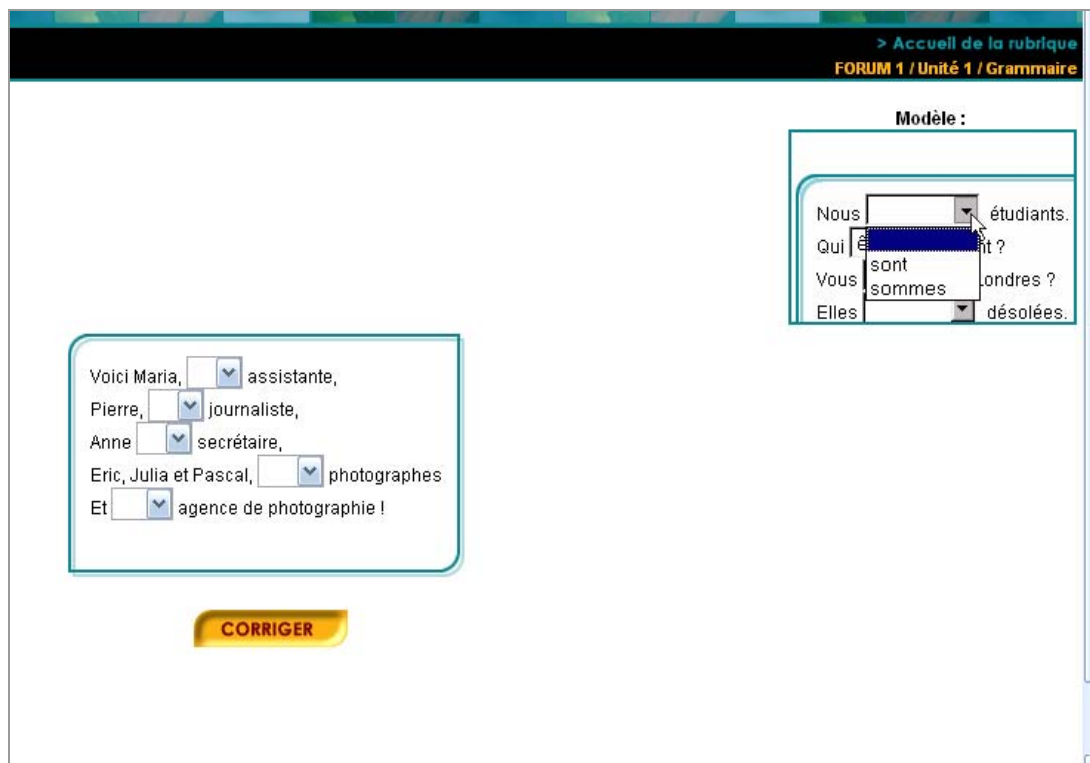 > Accueil de la rubrique
FORUM 1 / Unité 1 / Grammaire
Modèle :
Nous étudiants.
Qui ?
sont
Vous Londres ?
sommes
Elles désolées.
Voici Maria, assistante,
Pierre, journaliste,
Anne secrétaire,
Eric, Julia et Pascal, photographes
Et agence de photographie !
CORRIGER